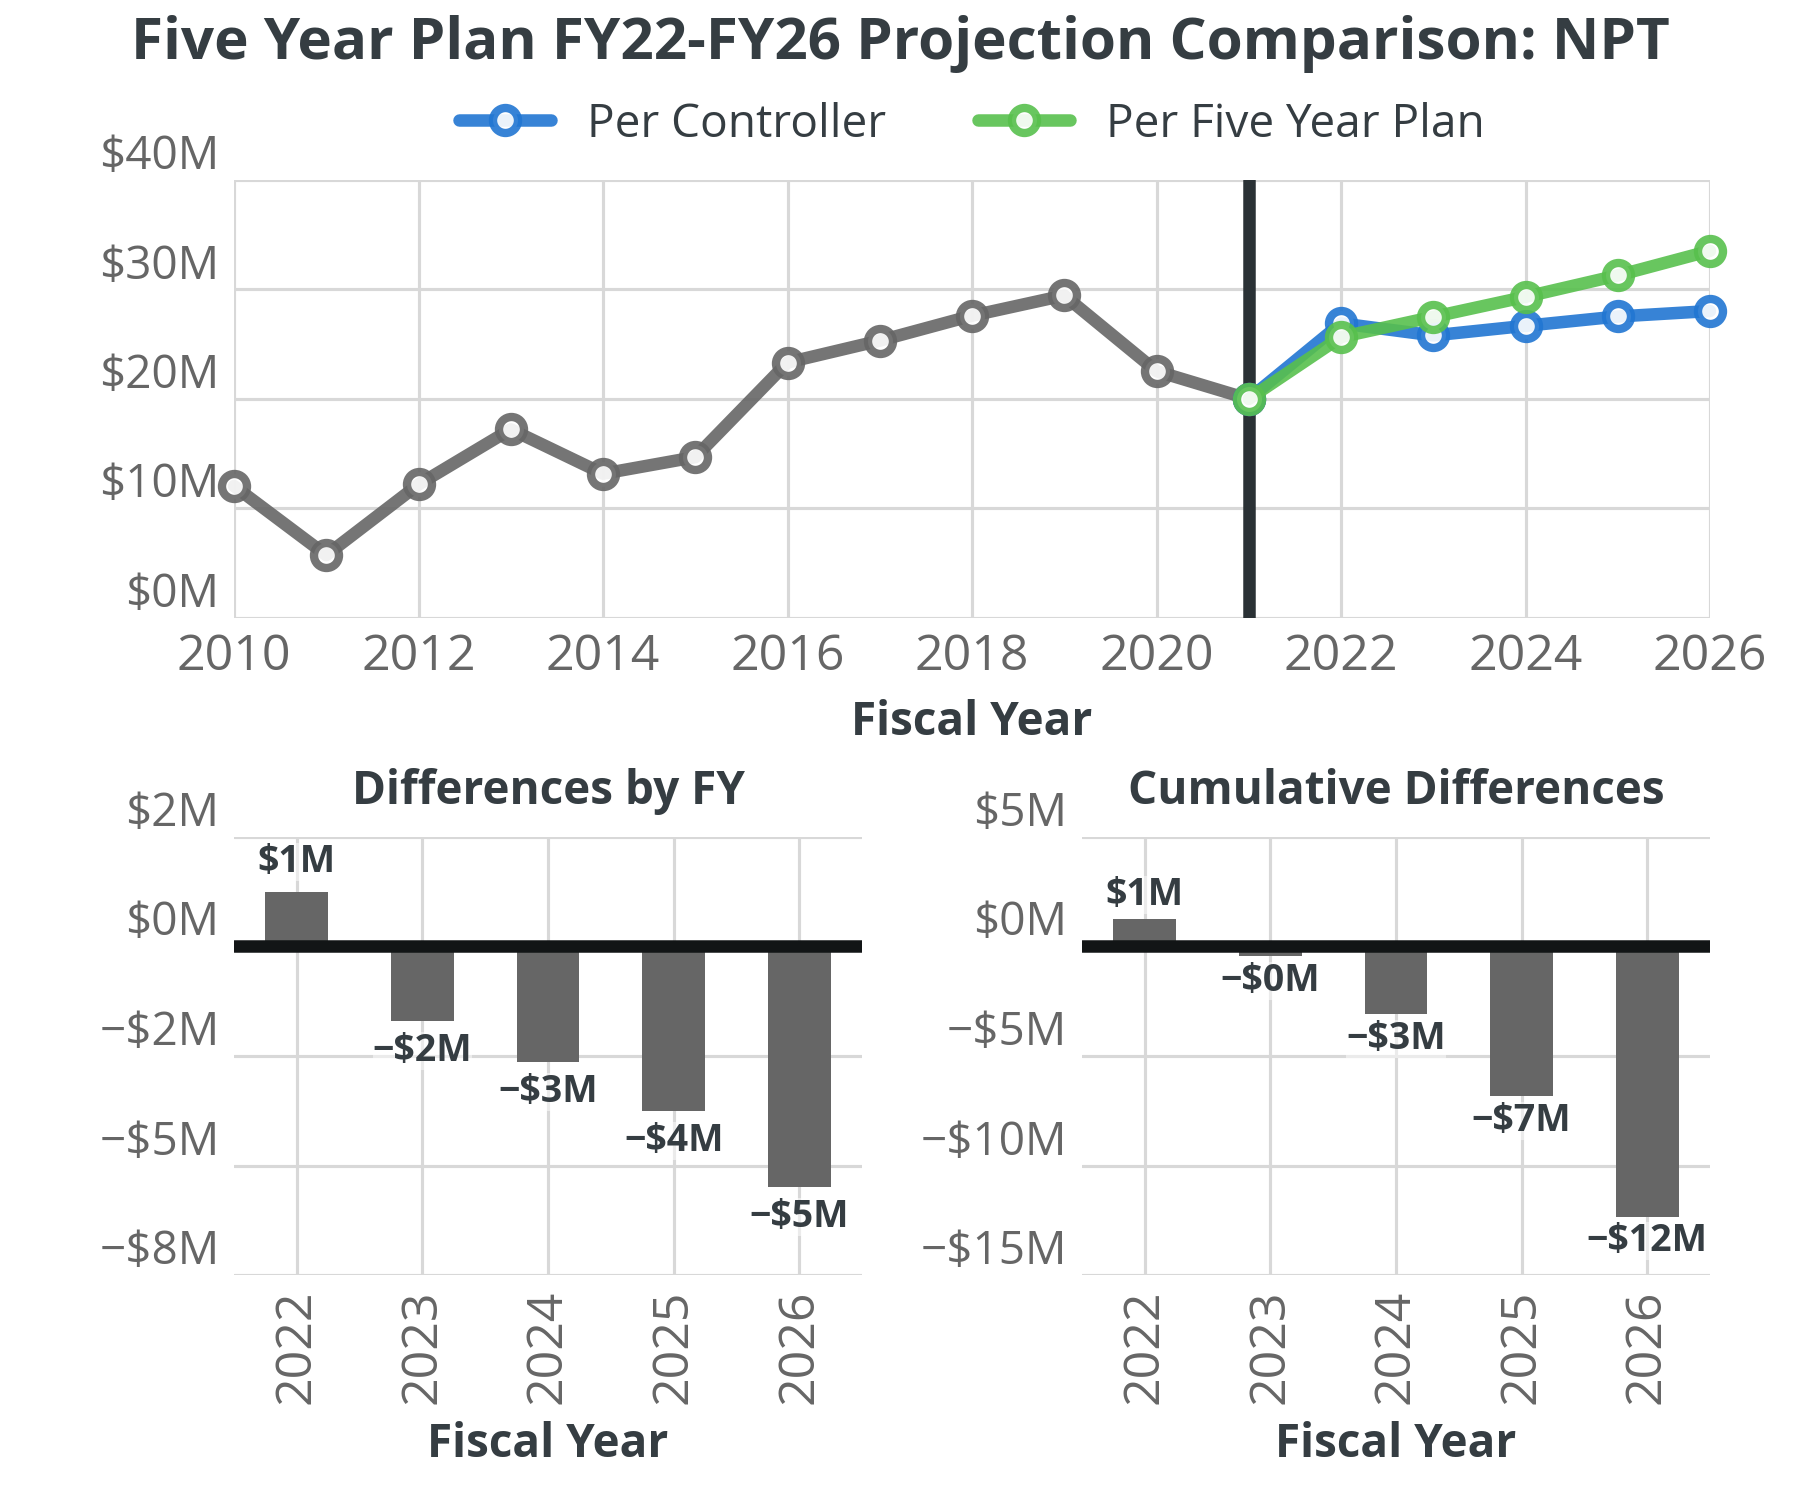 Five Year Plan FY22-FY26 Projection Comparison: NPT
Per Controller Per Five Year Plan
$40M
$30M
$20M
$10M
$0M
2010 2012 2014 2016 2018 2020 2022 2024 2026
Fiscal Year
Differences by FY
$2M
$0M
−$2M
−$5M
−$8M
$1M
−$2M
−$3M
−$4M
−$5M
2022 2023 2024 2025 2026
Fiscal Year
Cumulative Differences
$5M
$0M
−$5M
−$10M
−$15M
$1M
−$0M
−$3M
−$7M
−$12M
2022 2023 2024 2025 2026
Fiscal Year